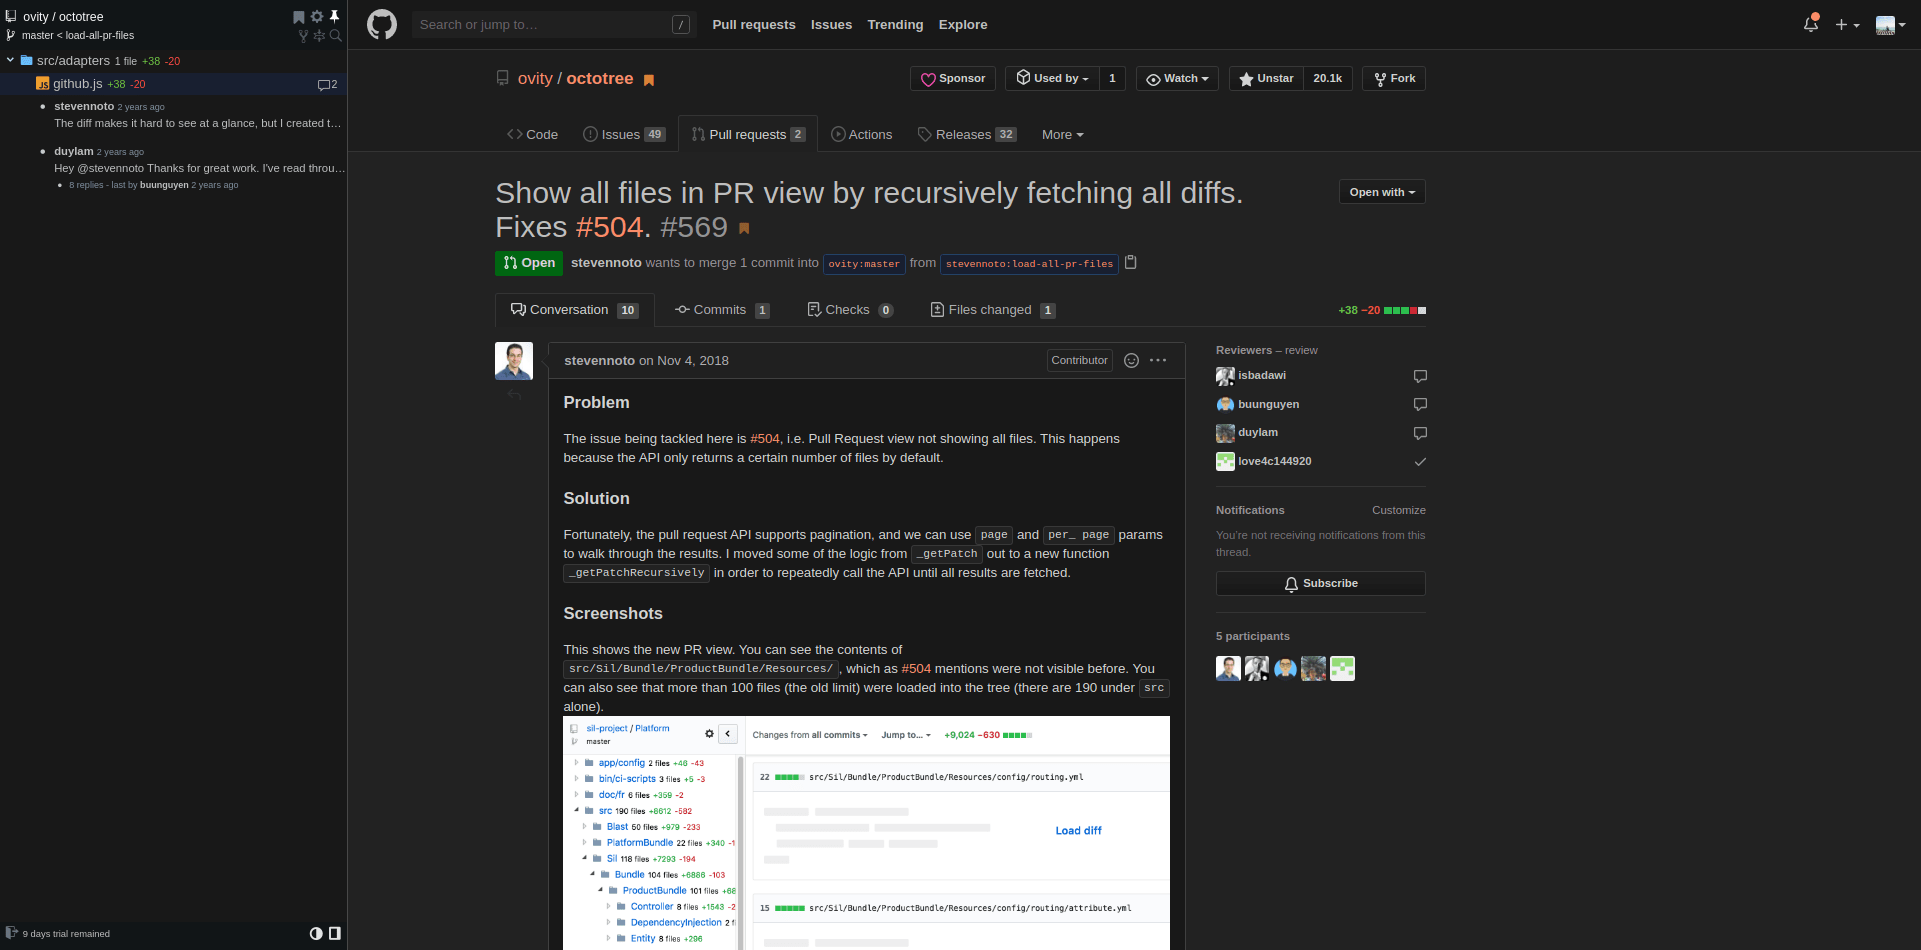 ovity / octotree
master < load-all-pr-files
src/adapters 1 file +38 -20
github.js +38 -20 2
stevennoto 2 years ago
The diff makes it hard to see at a glance, but I created t…
duylam 2 years ago
Hey @stevennoto Thanks for great work. I've read throu…
8 replies - last by buunguyen 2 years ago
9 days trial remained
Search or jump to… /
Pull requests Issues Trending Explore
ovity / octotree
Sponsor Used by 1 Watch Unstar 20.1k Fork
Code Issues 49 Pull requests 2 Actions Releases 32 More
Show all files in PR view by recursively fetching all diffs.
Fixes #504. #569
Open with
Open stevennoto wants to merge 1 commit into ovity:master from stevennoto:load-all-pr-files
Conversation 10 Commits 1 Checks 0 Files changed 1 +38 −20
stevennoto on Nov 4, 2018 Contributor
Problem
The issue being tackled here is #504, i.e. Pull Request view not showing all files. This happens
because the API only returns a certain number of files by default.
Solution
Fortunately, the pull request API supports pagination, and we can use page and per_ page params
to walk through the results. I moved some of the logic from _getPatch out to a new function
_getPatchRecursively in order to repeatedly call the API until all results are fetched.
Screenshots
This shows the new PR view. You can see the contents of
src/Sil/Bundle/ProductBundle/Resources/, which as #504 mentions were not visible before. You
can also see that more than 100 files (the old limit) were loaded into the tree (there are 190 under src
alone).
sil-project / Platform
master
app/config 2 files +46 -43
bin/ci-scripts 3 files +5 -3
doc/fr 6 files +359 -2
src 190 files +8612 -582
Blast 50 files +979 -233
PlatformBundle 22 files +340 -1
Sil 118 files +7293 -194
Bundle 104 files +6886 -103
ProductBundle 101 files +68
Controller 8 files +1543 -2
DependencyInjection 2 f
Entity 8 files +296
Changes from all commits Jump to... +9,024 −630
22 src/Sil/Bundle/ProductBundle/Resources/config/routing.yml
Load diff
15 src/Sil/Bundle/ProductBundle/Resources/config/routing/attribute.yml
Reviewers – review
isbadawi
buunguyen
duylam
love4c144920
Notifications Customize
You're not receiving notifications from this
thread.
Subscribe
5 participants